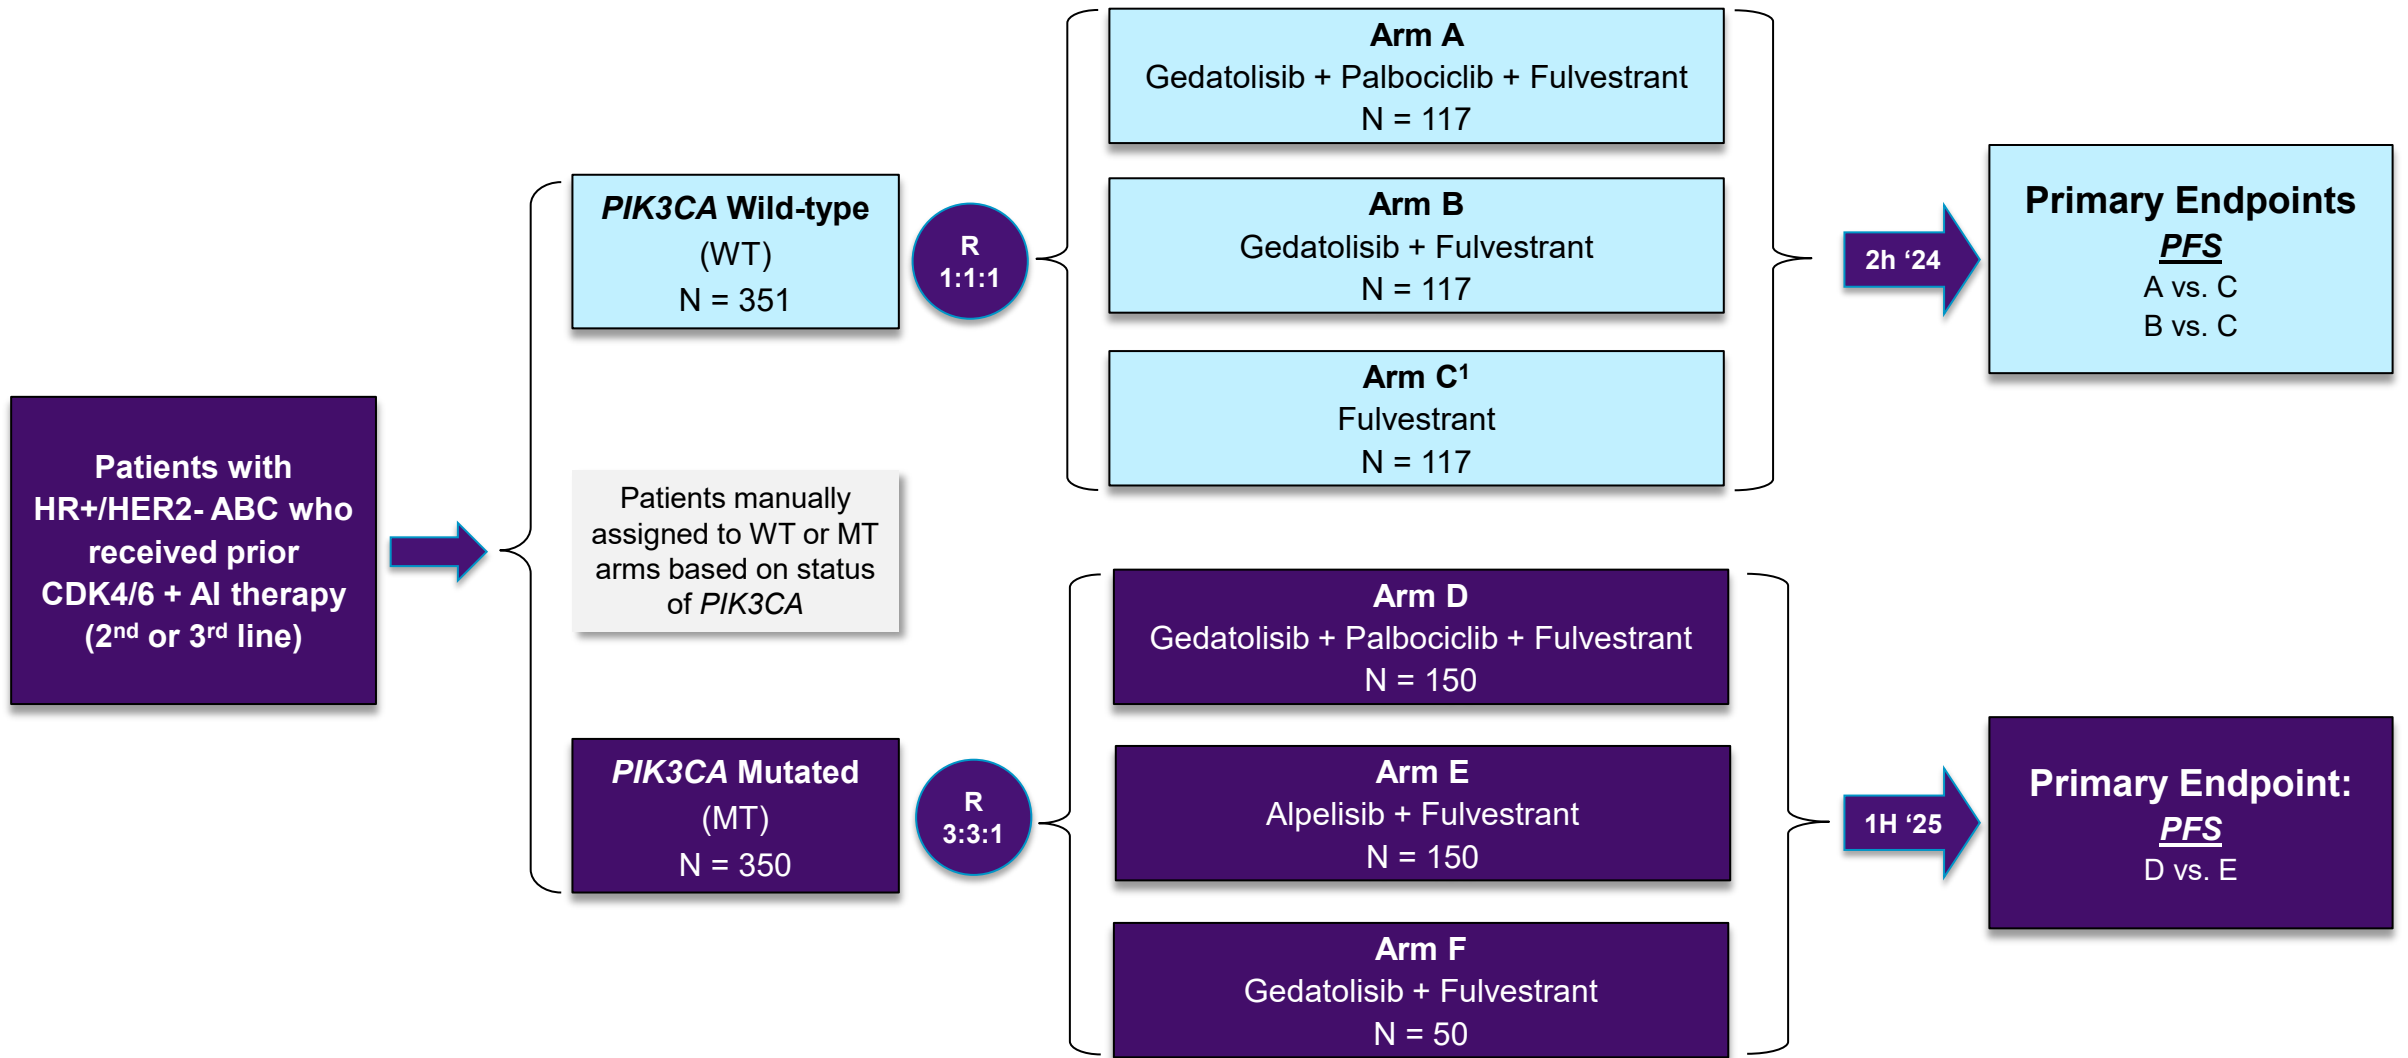 Patients with
HR+/HER2- ABC who
received prior
CDK4/6 + AI therapy
(2nd or 3rd line)
PIK3CA Wild-type
(WT)
N = 351
Patients manually
assigned to WT or MT
arms based on status
of PIK3CA
PIK3CA Mutated
(MT)
N = 350
R
1:1:1
R
3:3:1
Arm A
Gedatolisib + Palbociclib + Fulvestrant
N = 117
Arm B
Gedatolisib + Fulvestrant
N = 117
Arm C1
Fulvestrant
N = 117
Arm D
Gedatolisib + Palbociclib + Fulvestrant
N = 150
Arm E
Alpelisib + Fulvestrant
N = 150
Arm F
Gedatolisib + Fulvestrant
N = 50
2h ‘24
Primary Endpoints
PFS
A vs. C
B vs. C
1H ‘25
Primary Endpoint:
PFS
D vs. E